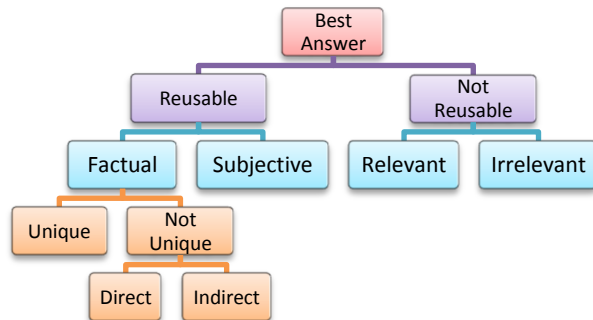 Best
Answer
Reusable
Not
Reusable
Factual
Subjective
Relevant
Irrelevant
Unique
Not
Unique
Direct
Indirect